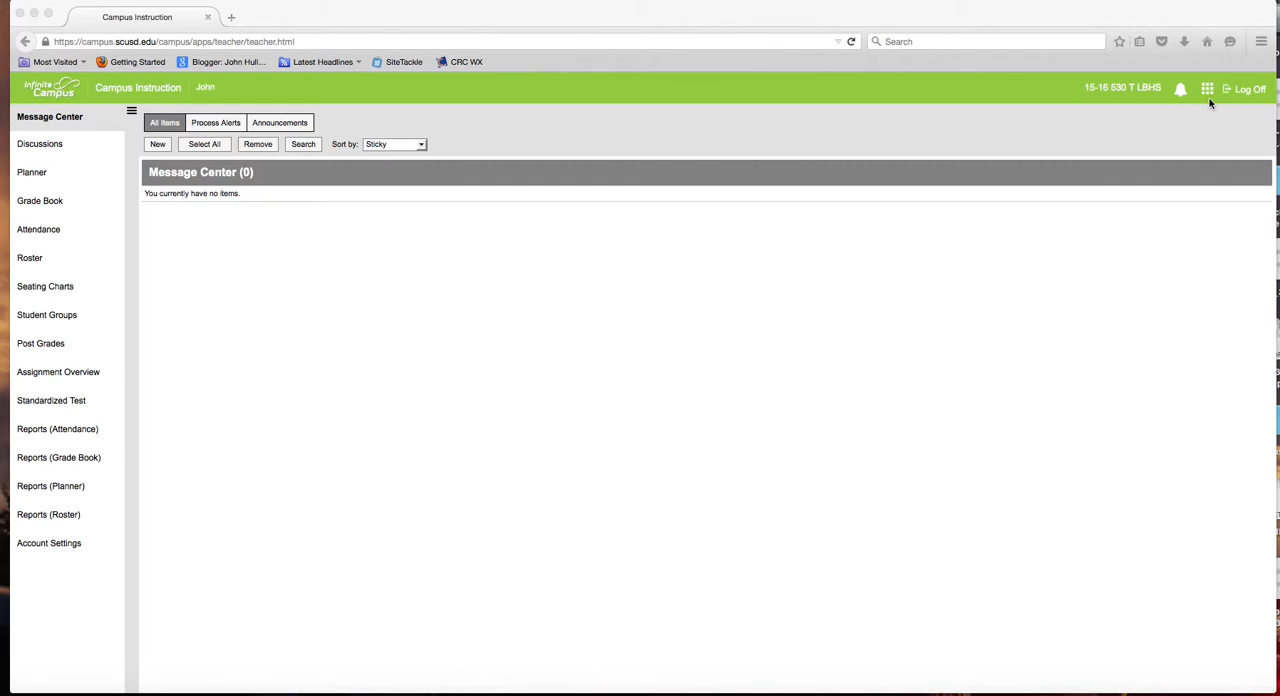 Campus Instruction
https://campus.scusd.edu/campus/apps/teacher/teacher.html
Search
Most Visited
Getting Started
Blogger: John Hull...
Latest Headlines
SiteTackle
CRC WX
Infinite Campus
Campus Instruction
John
15-16 530 T LBHS
Log Off
Message Center
Discussions
Planner
Grade Book
Attendance
Roster
Seating Charts
Student Groups
Post Grades
Assignment Overview
Standardized Test
Reports (Attendance)
Reports (Grade Book)
Reports (Planner)
Reports (Roster)
Account Settings
All Items
Process Alerts
Announcements
New
Select All
Remove
Search
Sort by:
Sticky
Message Center (0)
You currently have no items.